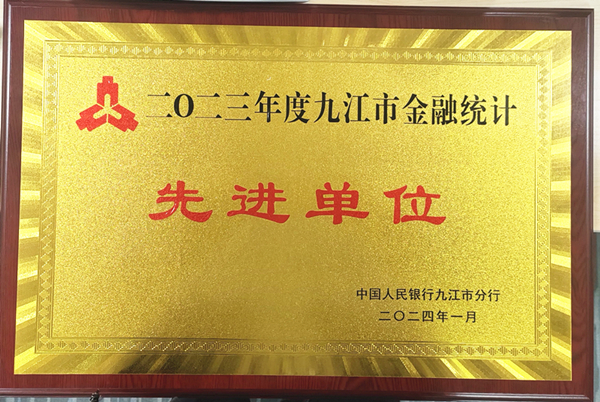 二O二三年度九江市金融统计
先进单位
中国人民银行九江市分行
二〇二四年一月